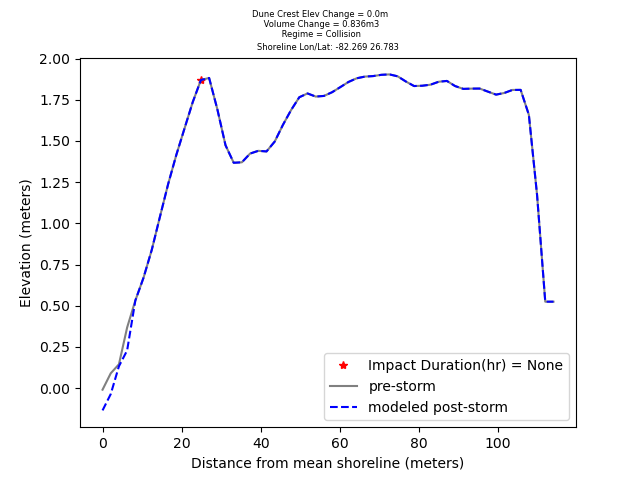 Dune Crest Elev Change = 0.0m
Volume Change = 0.836m3
Regime = Collision
Shoreline Lon/Lat: -82.269 26.783
2.00
1.75
1.50
1.25
1.00
0.75
0.50
0.25
0.00
Elevation (meters)
Impact Duration(hr) = None
pre-storm
modeled post-storm
0 20 40 60 80 100
Distance from mean shoreline (meters)